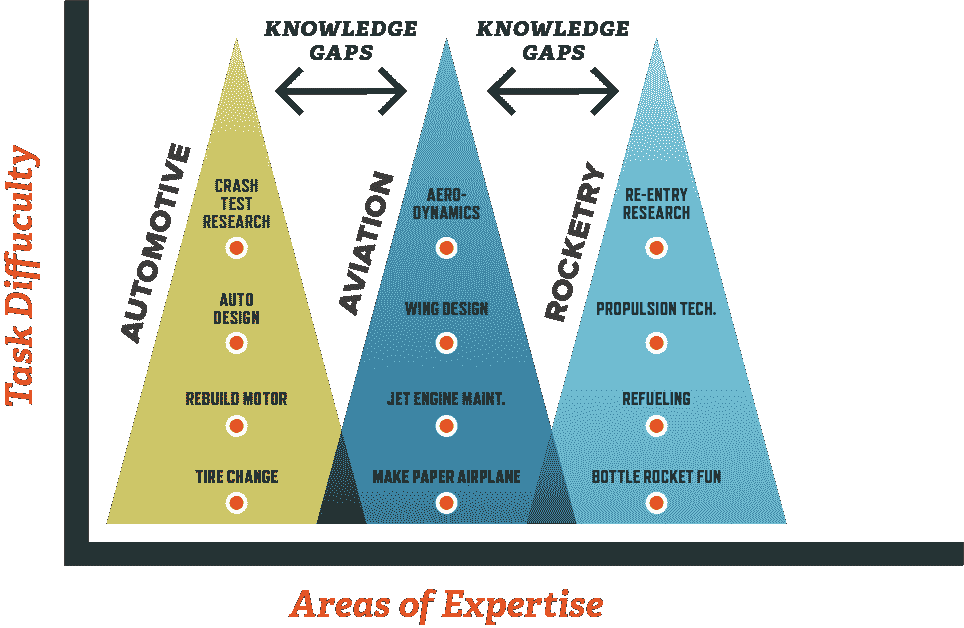 KNOWLEDGE
GAPS
KNOWLEDGE
GAPS
Task Diffuculty
AUTOMOTIVE
CRASH
TEST
RESEARCH
AUTO
DESIGN
REBUILD MOTOR
TIRE CHANGE
AVIATION
AERO-
DYNAMICS
WING DESIGN
JET ENGINE MAINT.
MAKE PAPER AIRPLANE
ROCKETRY
RE-ENTRY
RESEARCH
PROPULSION TECH.
REFUELING
BOTTLE ROCKET FUN
Areas of Expertise